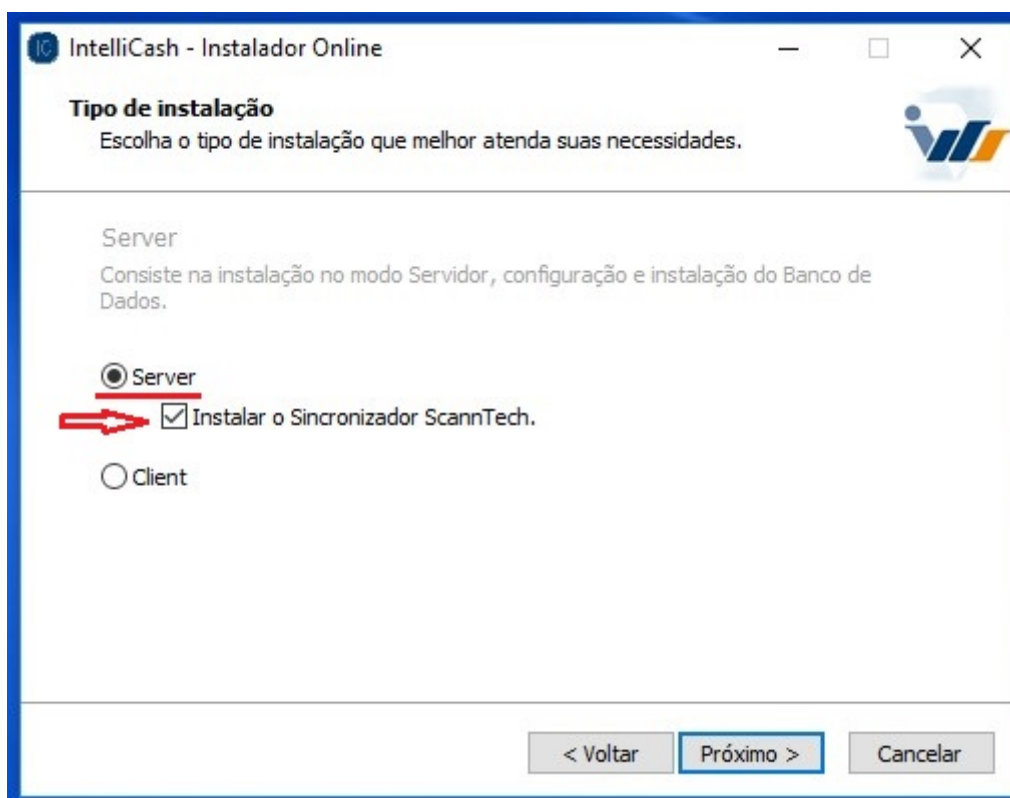 IC IntelliCash - Instalador Online
Tipo de instalação
Escolha o tipo de instalação que melhor atenda suas necessidades.
Server
Consiste na instalação no modo Servidor, configuração e instalação do Banco de
Dados.
Server
Instalar o Sincronizador ScannTech.
Client
< Voltar Próximo > Cancelar